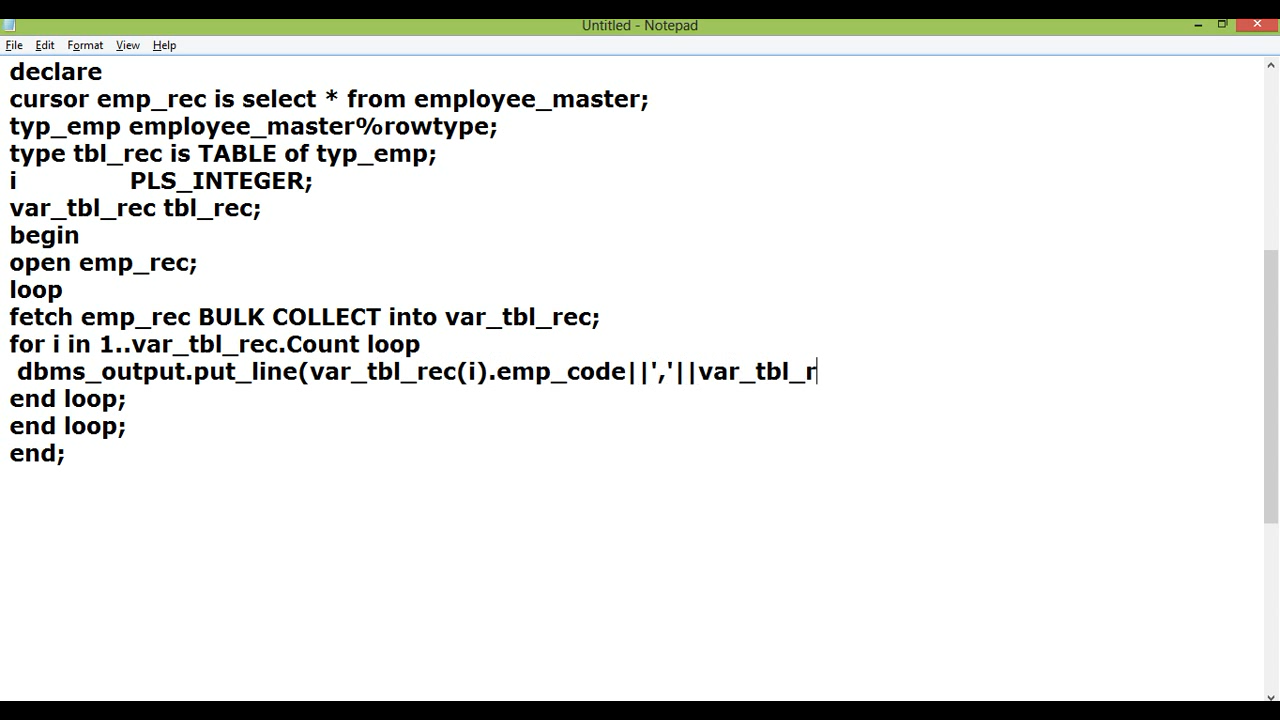 Untitled - Notepad
File Edit Format View Help
declare
cursor emp_rec is select * from employee_master;
typ_emp employee_master%rowtype;
type tbl_rec is TABLE of typ_emp;
i PLS_INTEGER;
var_tbl_rec tbl_rec;
begin
open emp_rec;
loop
fetch emp_rec BULK COLLECT into var_tbl_rec;
for i in 1..var_tbl_rec.Count loop
dbms_output.put_line(var_tbl_rec(i).emp_code||','||var_tbl_r
end loop;
end loop;
end;